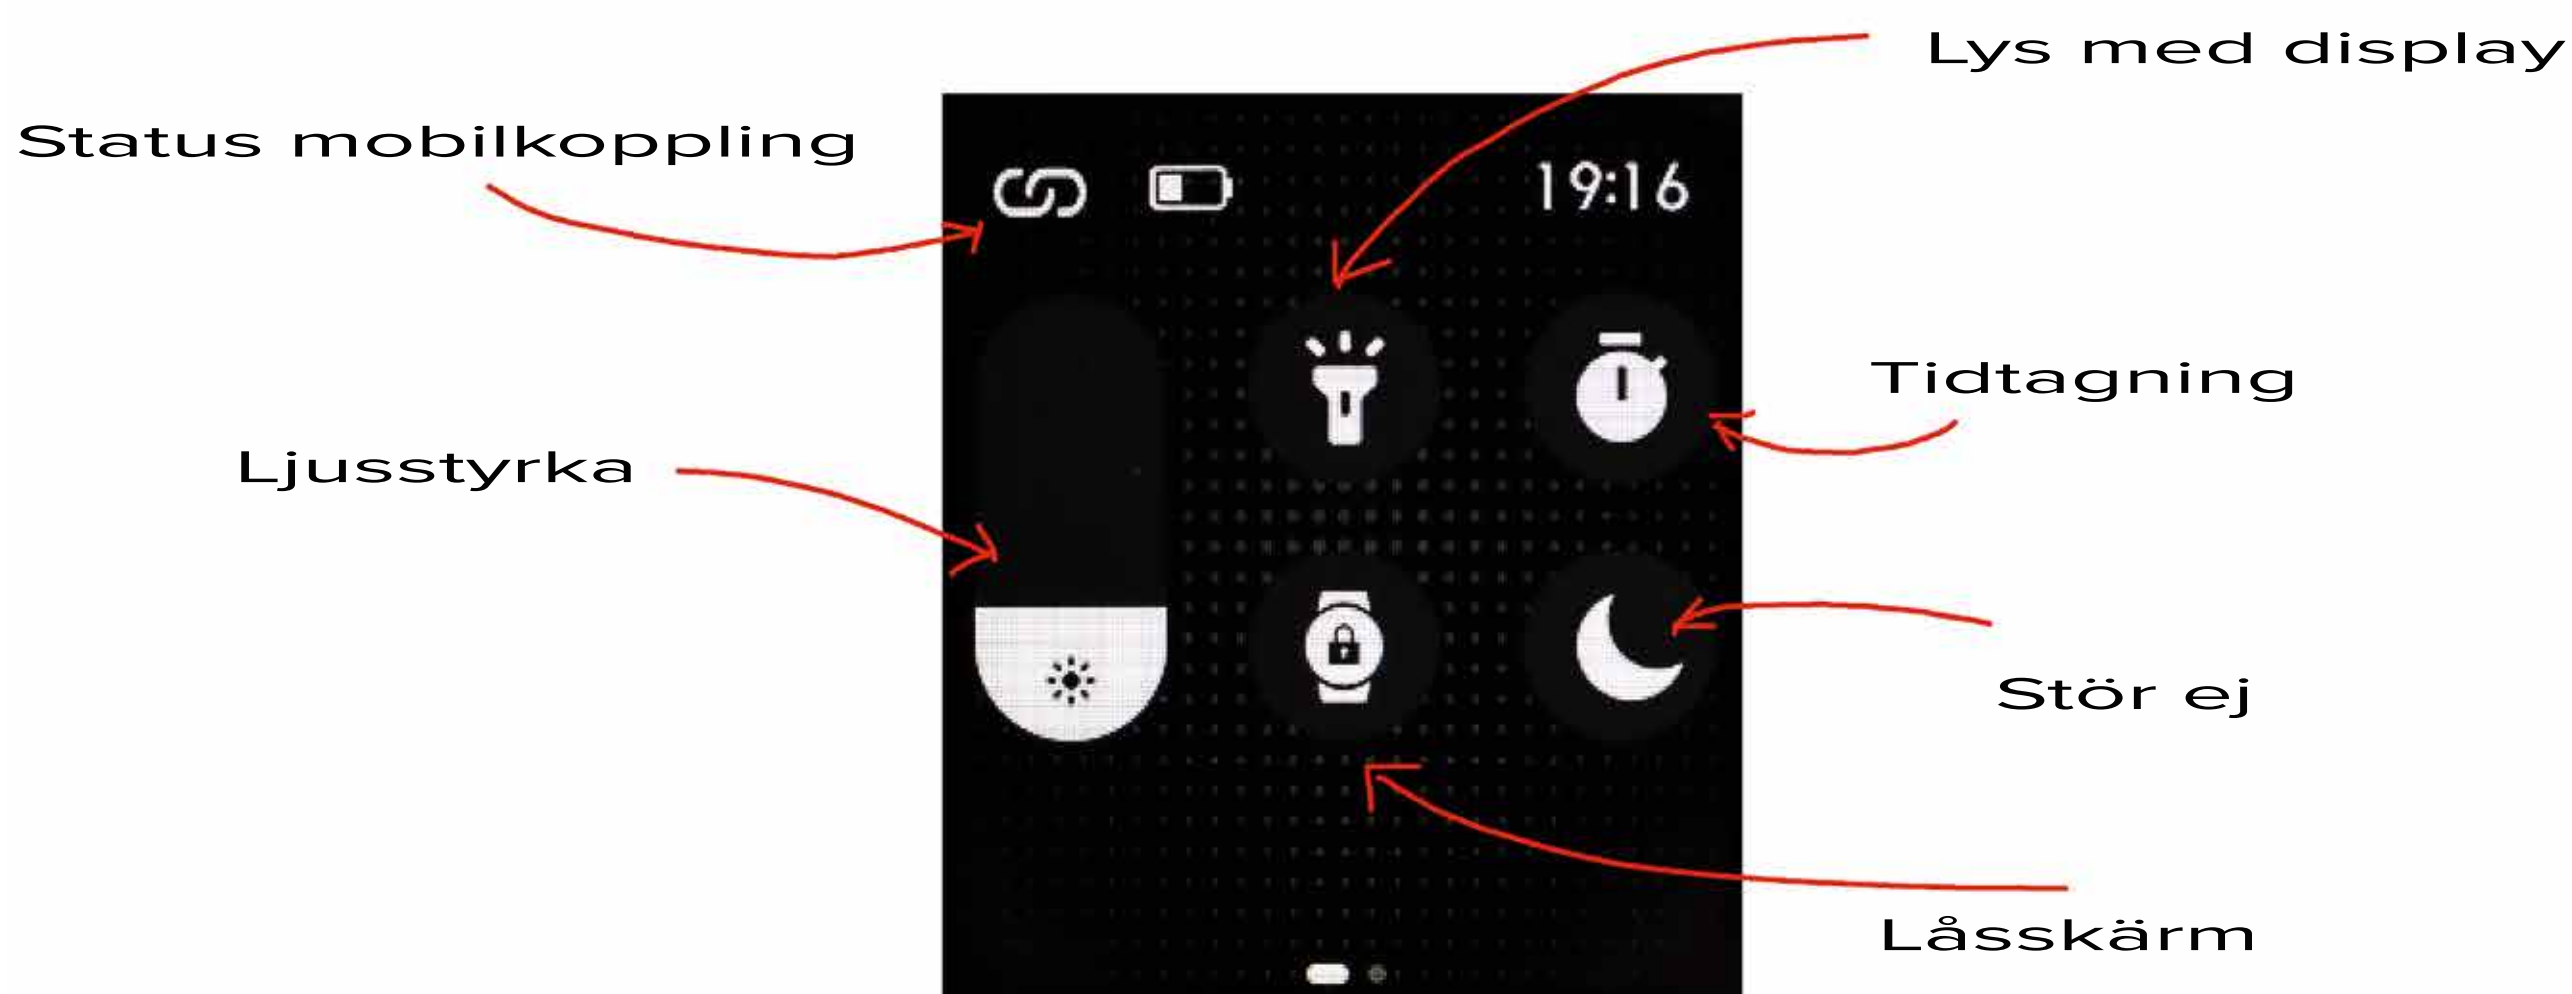 Lys med display
Status mobilkoppling
19:16
Tidtagning
Ljusstyrka
Stör ej
Låsskärm